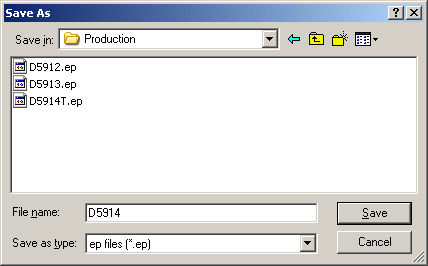 Save As
Save in: Production
D5912.ep
D5913.ep
D5914T.ep
File name: D5914 Save
Save as type: ep files (*.ep) Cancel